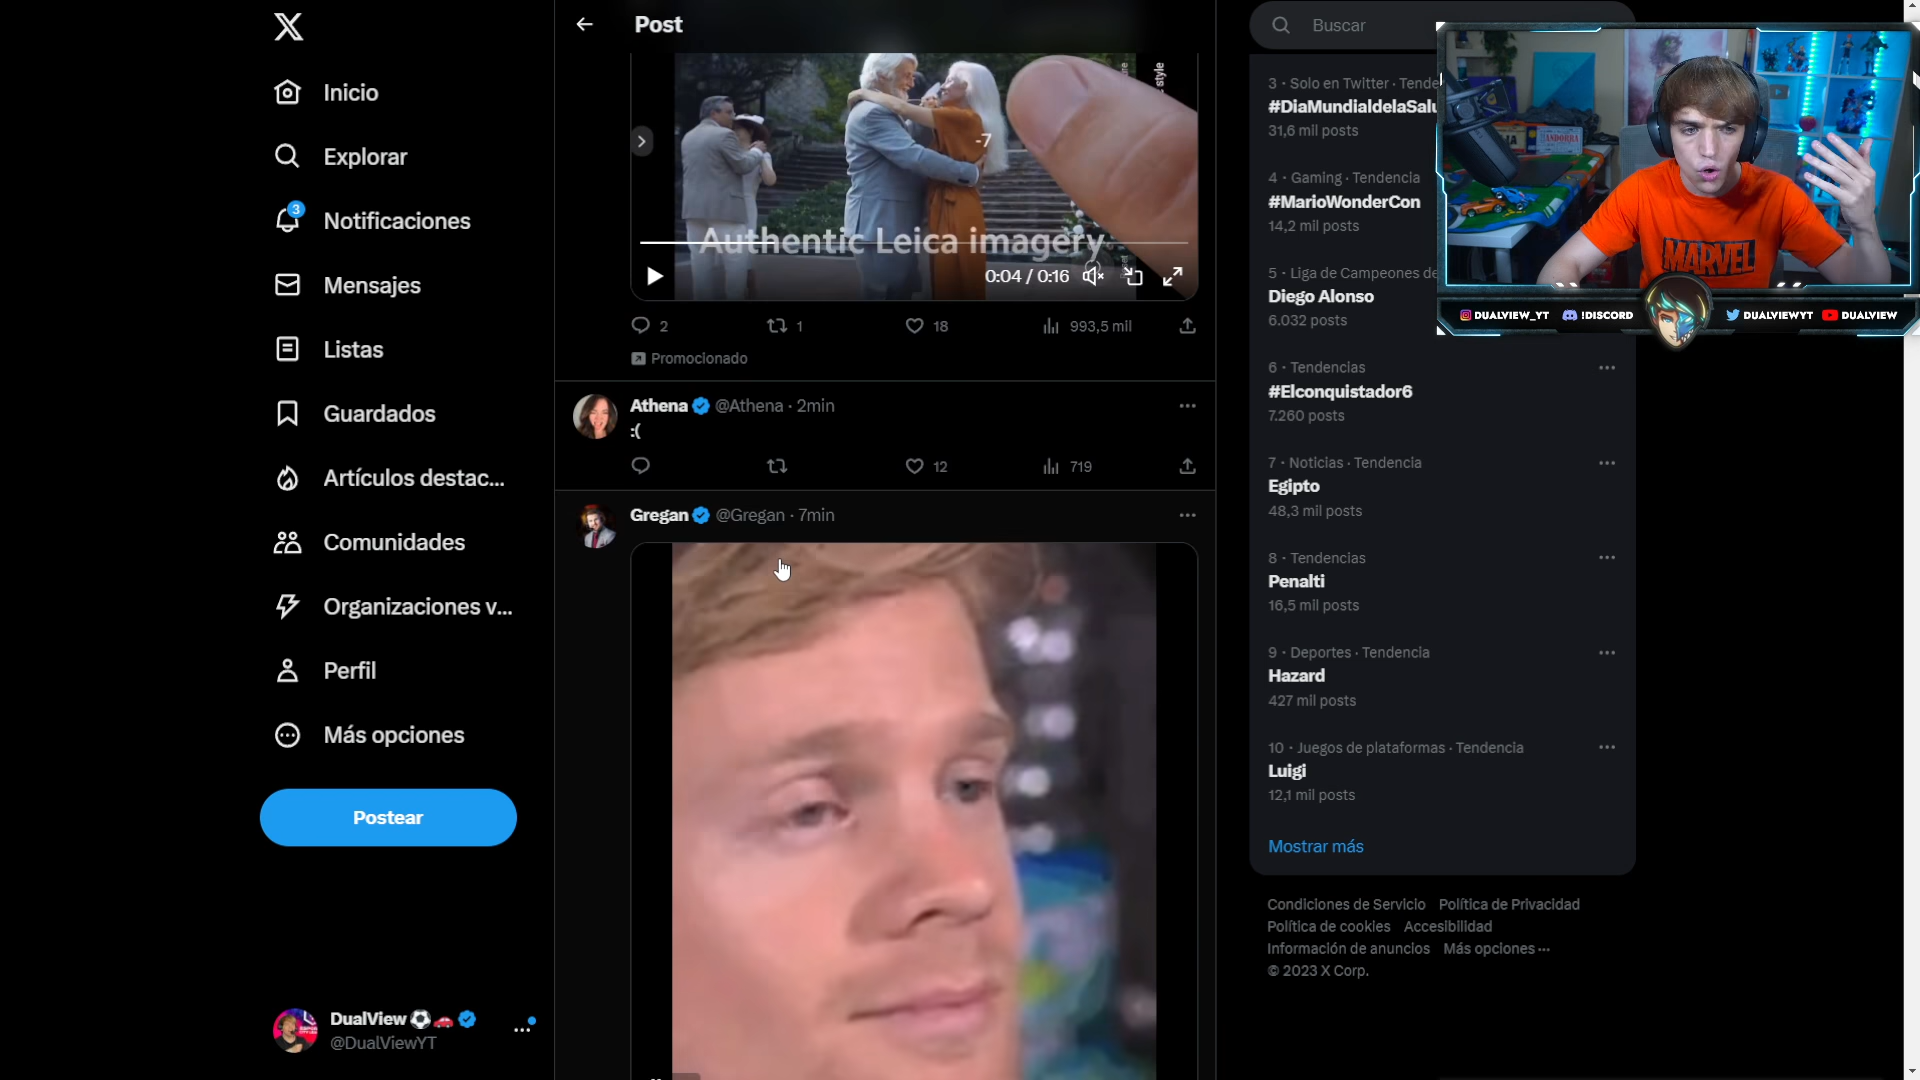 Inicio
Explorar
3
Notificaciones
Mensajes
Listas
Guardados
Artículos destac...
Comunidades
Organizaciones v...
Perfil
Más opciones
Postear
DualView
@DualViewYT
Post
style
-7
Authentic Leica imagery
0:04 / 0:16
2
1
18
993,5 mil
Promocionado
Athena @Athena · 2min
:(
12
719
Gregan @Gregan · 7min
Buscar
3 · Solo en Twitter · Tende
#DiaMundialdelaSalu
31,6 mil posts
4 · Gaming · Tendencia
#MarioWonderCon
14,2 mil posts
5 · Liga de Campeones de
Diego Alonso
6.032 posts
6 · Tendencias
#Elconquistador6
7.260 posts
7 · Noticias · Tendencia
Egipto
48,3 mil posts
8 · Tendencias
Penalti
16,5 mil posts
9 · Deportes · Tendencia
Hazard
427 mil posts
10 · Juegos de plataformas · Tendencia
Luigi
12,1 mil posts
Mostrar más
Condiciones de Servicio Política de Privacidad
Política de cookies Accesibilidad
Información de anuncios Más opciones ···
© 2023 X Corp.
ANDORRA
MARVEL
DUALVIEW_YT !DISCORD DUALVIEWYT DUALVIEW